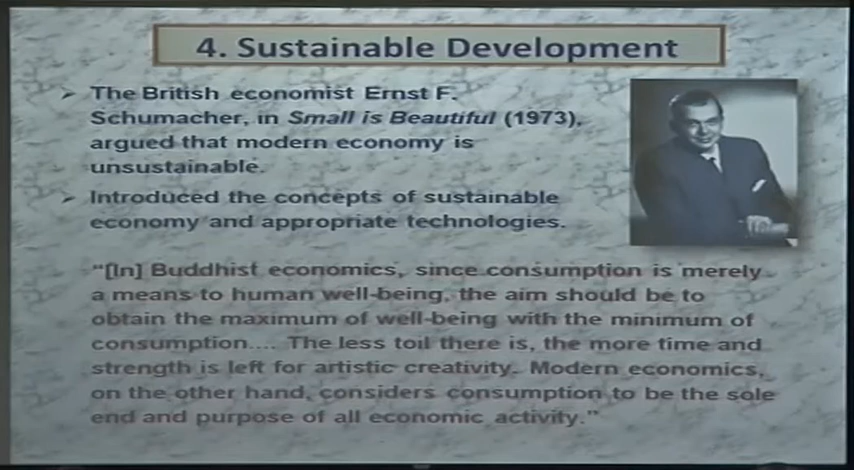 4. Sustainable Development
➢ The British economist Ernst F.
Schumacher, in Small is Beautiful (1973),
argued that modern economy is
unsustainable.
➢ Introduced the concepts of sustainable
economy and appropriate technologies.
“[In] Buddhist economics, since consumption is merely
a means to human well-being, the aim should be to
obtain the maximum of well-being with the minimum of
consumption.... The less toil there is, the more time and
strength is left for artistic creativity. Modern economics,
on the other hand, considers consumption to be the sole
end and purpose of all economic activity.”